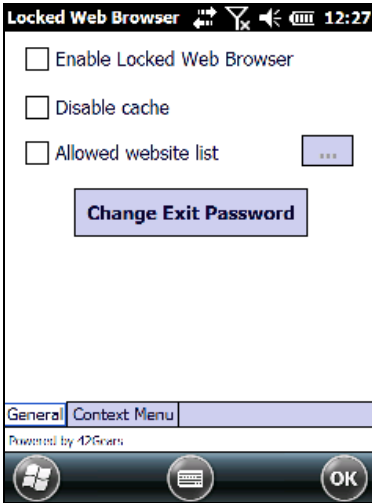 Locked Web Browser 12:27
Enable Locked Web Browser
Disable cache
Allowed website list ...
Change Exit Password
General Context Menu
Powered by 42Gears
OK